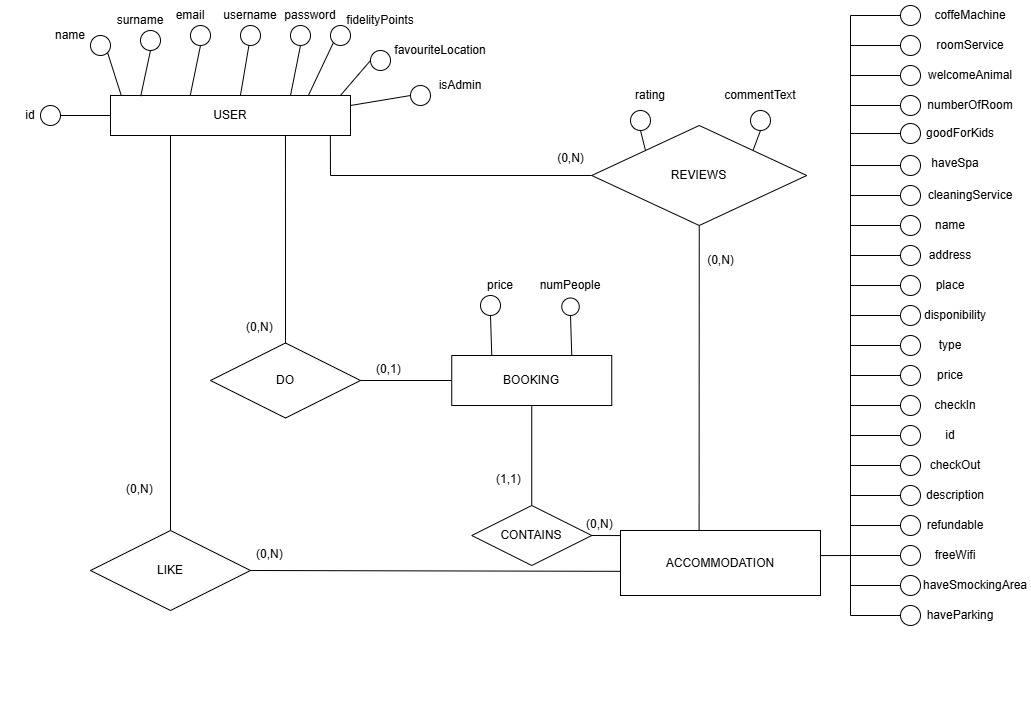 name
surname
email
username
password
fidelityPoints
favouriteLocation
isAdmin
id
USER
rating
commentText
(0,N)
REVIEWS
(0,N)
price
numPeople
(0,N)
DO
(0,1)
BOOKING
(1,1)
CONTAINS
(0,N)
ACCOMMODATION
(0,N)
LIKE
(0,N)
coffeMachine
roomService
welcomeAnimal
numberOfRoom
goodForKids
haveSpa
cleaningService
name
address
place
disponibility
type
price
checkIn
id
checkOut
description
refundable
freeWifi
haveSmockingArea
haveParking